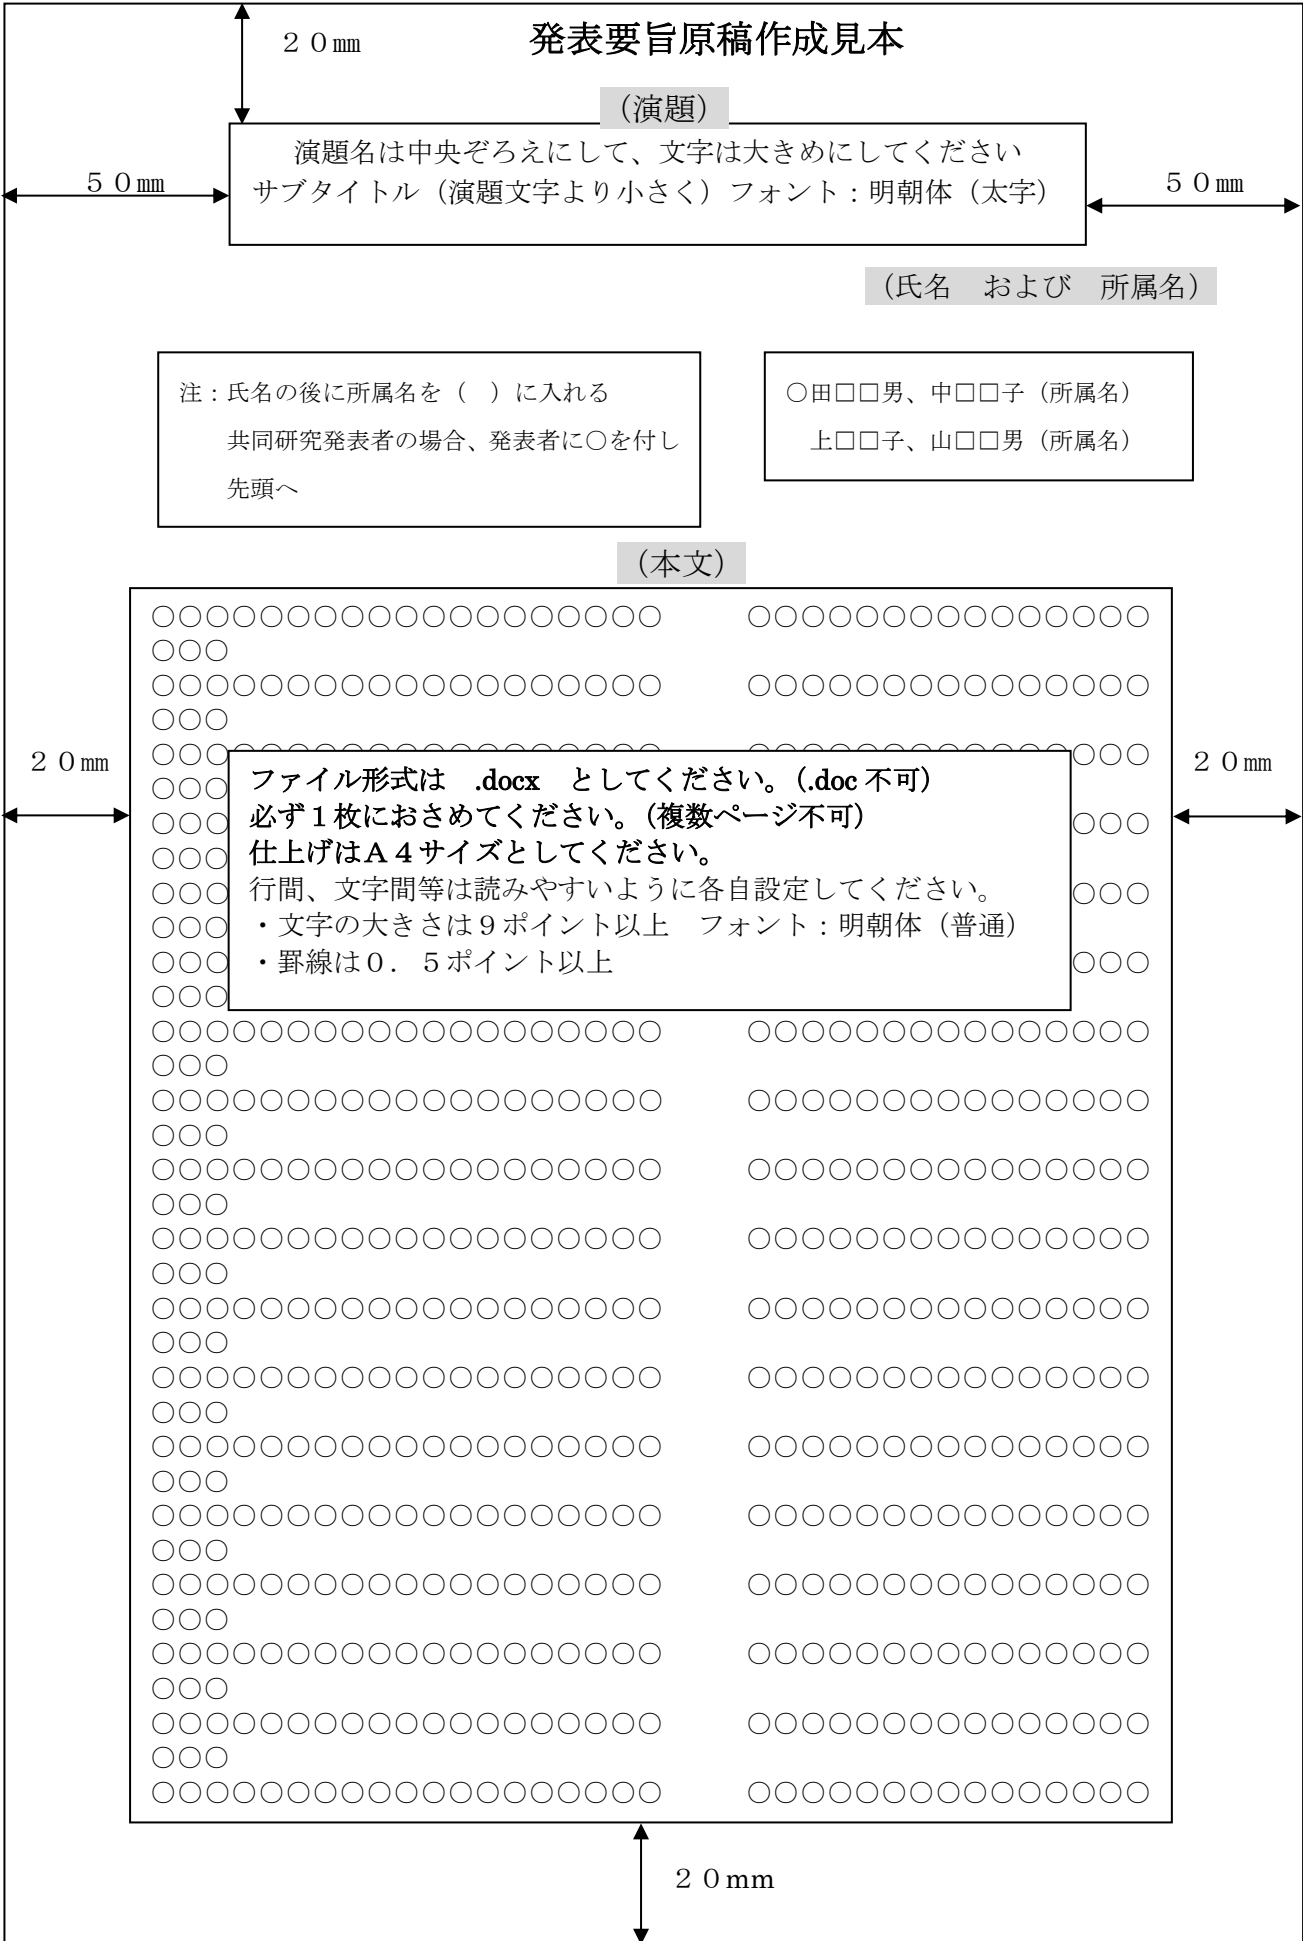 発表要旨原稿作成見本
２０㎜
（演題）
演題名は中央ぞろえにして、文字は大きめにしてください
サブタイトル（演題文字より小さく）フォント：明朝体（太字）
５０㎜
５０㎜
（氏名　および　所属名）
注：氏名の後に所属名を（　）に入れる
共同研究発表者の場合、発表者に○を付し
先頭へ
○田□□男、中□□子（所属名）
上□□子、山□□男（所属名）
（本文）
○○○○○○○○○○○○○○○○○○○　　　○○○○○○○○○○○○○○○
○○○
○○○○○○○○○○○○○○○○○○○　　　○○○○○○○○○○○○○○○
○○○
○○○○○○○○○○○○○○○○○○○　　　○○○○○○○○○○○○○○○
２０mm
２０mm
○○○
○○○　○○○
○○○
○○○　○○○
○○○
○○○　○○○
○○○
ファイル形式は　.docx　としてください。（.doc 不可）
必ず１枚におさめてください。（複数ページ不可）
仕上げはＡ４サイズとしてください。
行間、文字間等は読みやすいように各自設定してください。
・文字の大きさは９ポイント以上　フォント：明朝体（普通）
・罫線は０．５ポイント以上
○○○○○○○○○○○○○○○○○○○　　　○○○○○○○○○○○○○○○
○○○
○○○○○○○○○○○○○○○○○○○　　　○○○○○○○○○○○○○○○
○○○
○○○○○○○○○○○○○○○○○○○　　　○○○○○○○○○○○○○○○
○○○
○○○○○○○○○○○○○○○○○○○　　　○○○○○○○○○○○○○○○
○○○
○○○○○○○○○○○○○○○○○○○　　　○○○○○○○○○○○○○○○
○○○
○○○○○○○○○○○○○○○○○○○　　　○○○○○○○○○○○○○○○
○○○
○○○○○○○○○○○○○○○○○○○　　　○○○○○○○○○○○○○○○
○○○
○○○○○○○○○○○○○○○○○○○　　　○○○○○○○○○○○○○○○
○○○
○○○○○○○○○○○○○○○○○○○　　　○○○○○○○○○○○○○○○
○○○
○○○○○○○○○○○○○○○○○○○　　　○○○○○○○○○○○○○○○
○○○
○○○○○○○○○○○○○○○○○○○　　　○○○○○○○○○○○○○○○
○○○
○○○○○○○○○○○○○○○○○○○　　　○○○○○○○○○○○○○○○
２０mm